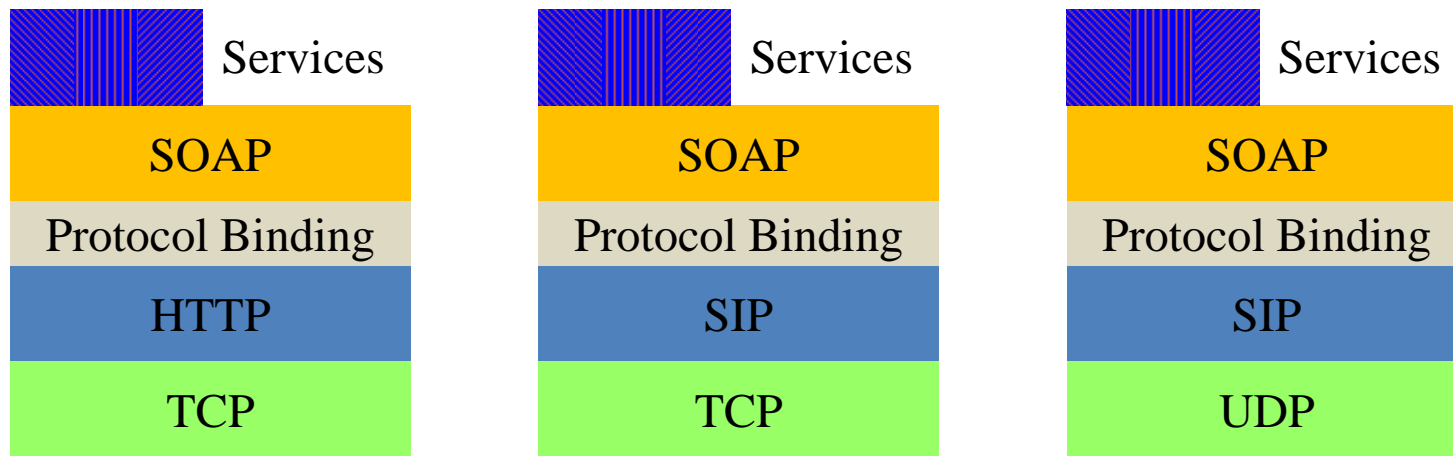 Services
SOAP
Protocol Binding
HTTP
TCP
Services
SOAP
Protocol Binding
SIP
TCP
Services
SOAP
Protocol Binding
SIP
UDP